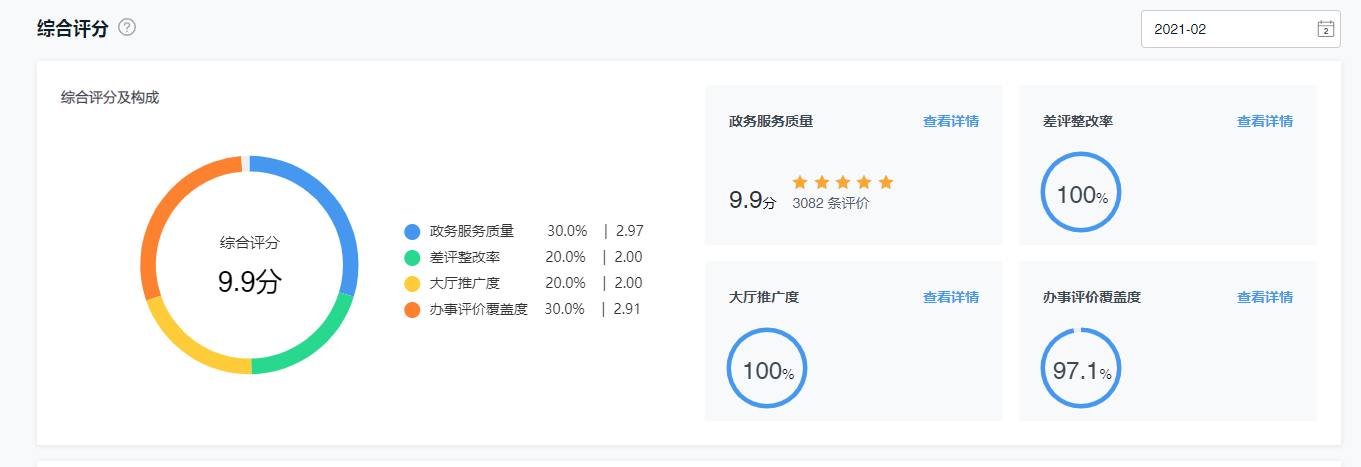 综合评分 ?
2021-02
2
综合评分及构成
综合评分
9.9分
政务服务质量 30.0% | 2.97
差评整改率 20.0% | 2.00
大厅推广度 20.0% | 2.00
办事评价覆盖度 30.0% | 2.91
政务服务质量 查看详情
9.9分
3082 条评价
差评整改率 查看详情
100%
大厅推广度 查看详情
100%
办事评价覆盖度 查看详情
97.1%